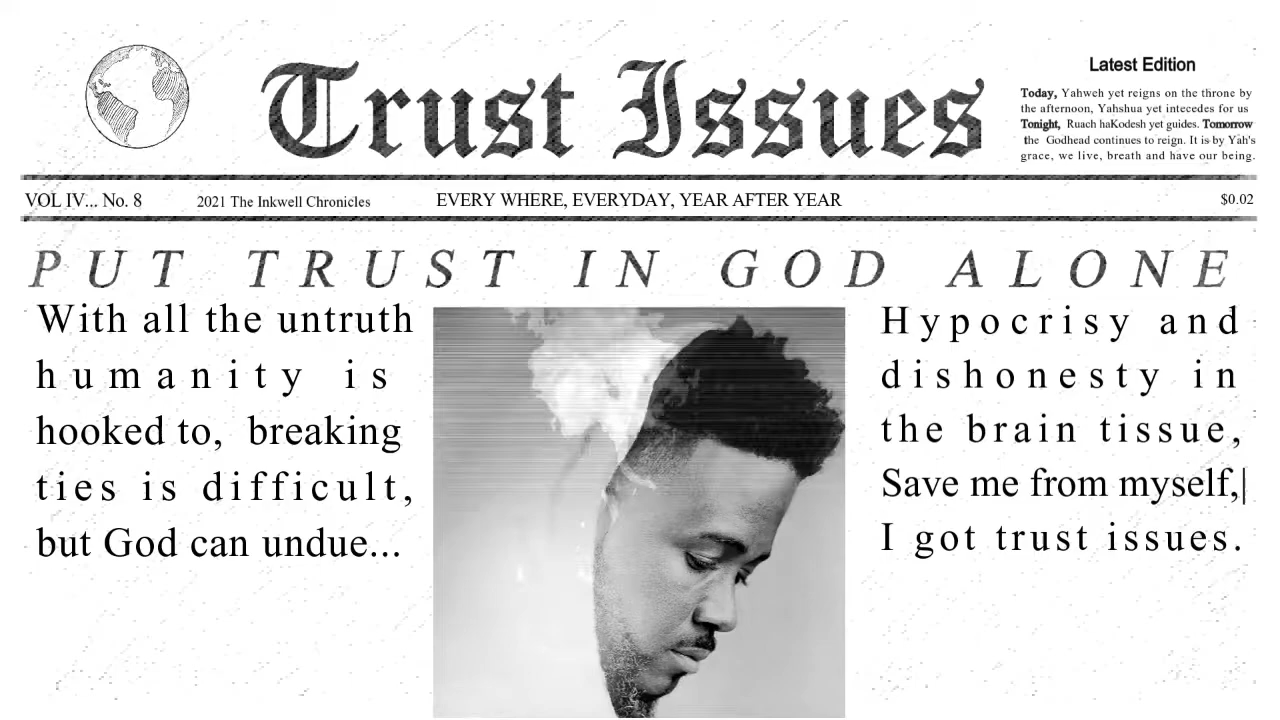 Trust Issues
Latest Edition
Today, Yahweh yet reigns on the throne by
the afternoon, Yahshua yet intecedes for us
Tonight, Ruach haKodesh yet guides. Tomorrow
the Godhead continues to reign. It is by Yah's
grace, we live, breath and have our being.
VOL IV... No. 8 2021 The Inkwell Chronicles EVERY WHERE, EVERYDAY, YEAR AFTER YEAR $0.02
PUT TRUST IN GOD ALONE
With all the untruth
humanity is
hooked to, breaking
ties is difficult,
but God can undue...
Hypocrisy and
dishonesty in
the brain tissue,
Save me from myself,|
I got trust issues.